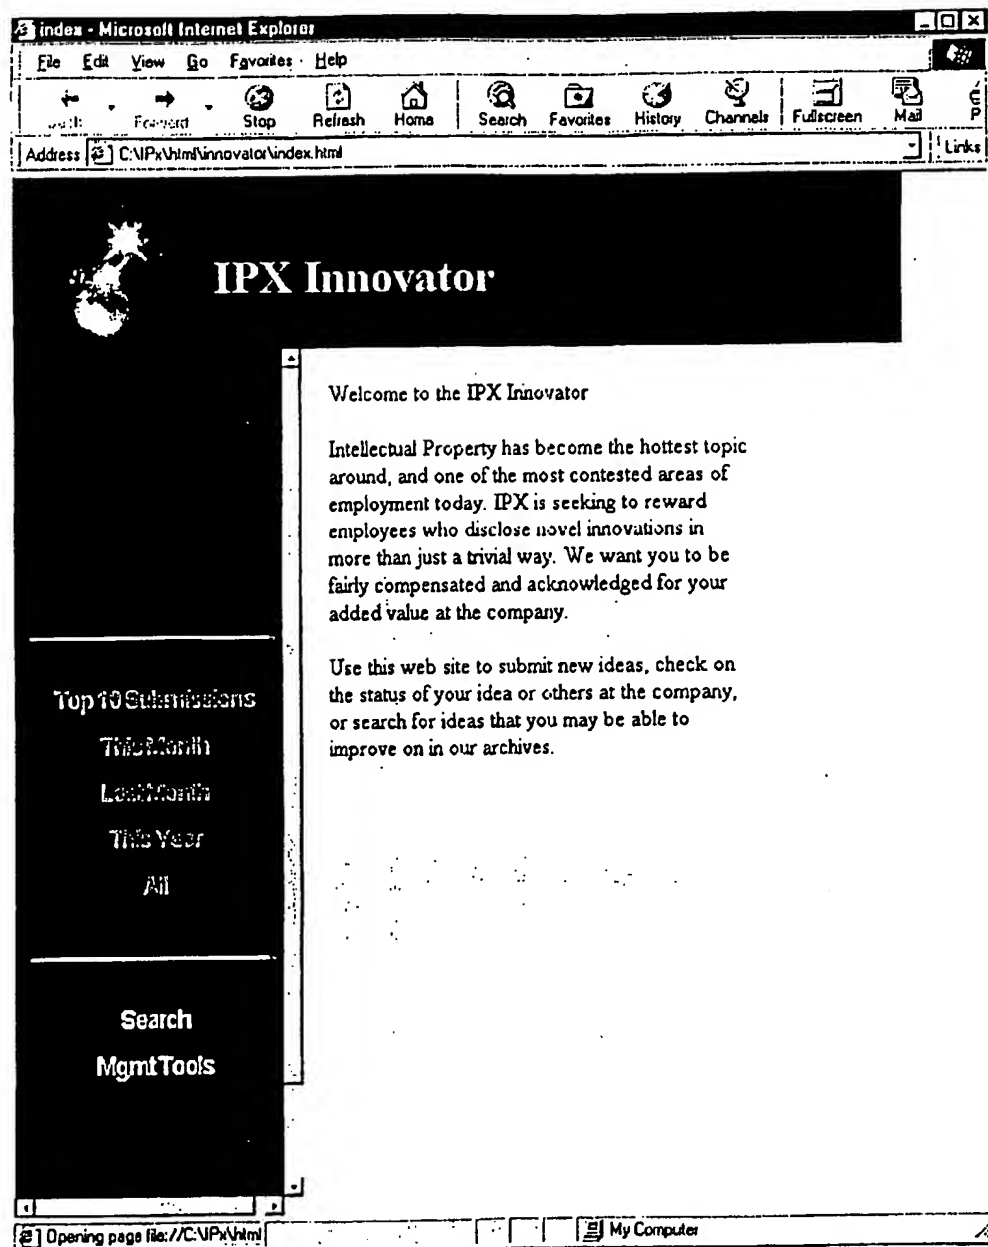 index - Microsoft Internet Explorer
File Edit View Go Favorites Help
Back Forward Stop Refresh Home Search Favorites History Channels Fullscreen Mail P
Address C:\IPx\html\innovator\index.html Links
IPX Innovator
Welcome to the IPX Innovator
Intellectual Property has become the hottest topic
around, and one of the most contested areas of
employment today. IPX is seeking to reward
employees who disclose novel innovations in
more than just a trivial way. We want you to be
fairly compensated and acknowledged for your
added value at the company.
Use this web site to submit new ideas, check on
the status of your idea or others at the company,
or search for ideas that you may be able to
improve on in our archives.
Top 10 Submissions
This Month
Last Month
This Year
All
Search
MgmtTools
Opening page file://C:\IPx\html My Computer